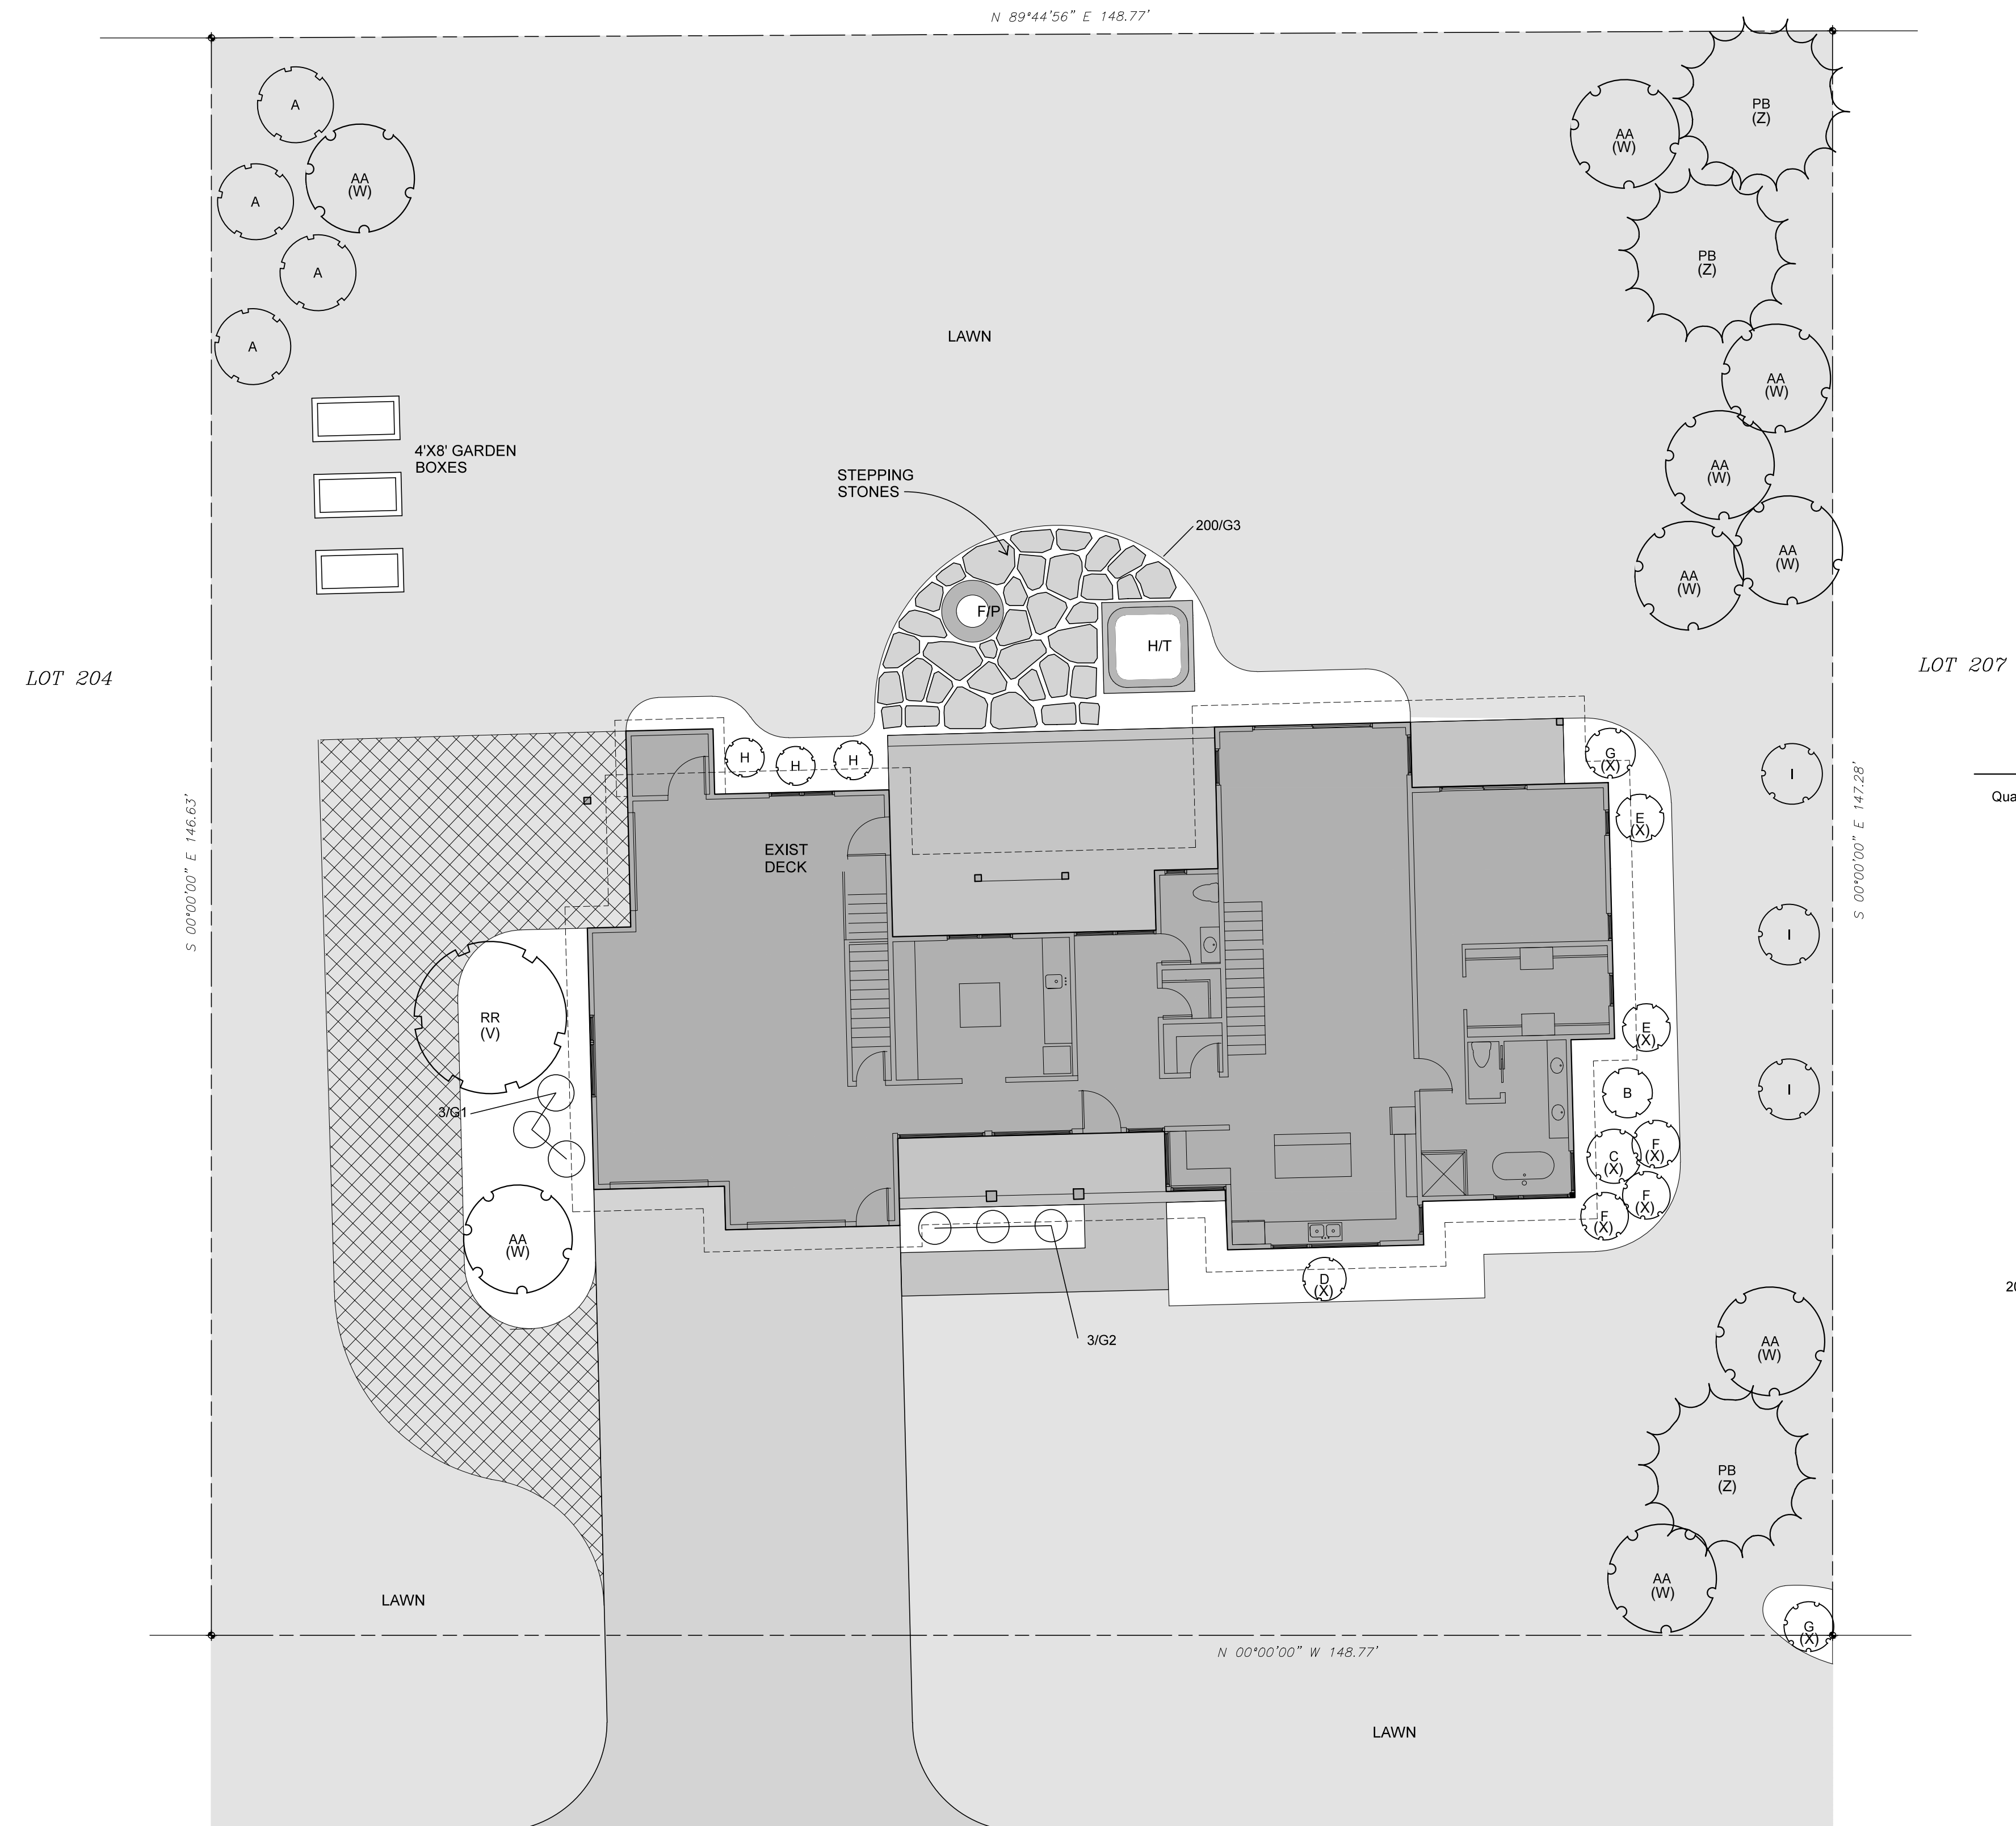 N 89°44'56" E 148.77'
A
PB
(Z)
AA
(W)
AA
(W)
A
PB
(Z)
A
LAWN
A
AA
(W)
4'X8' GARDEN
BOXES
AA
(W)
STEPPING
STONES
200/G3
AA
(W)
AA
(W)
F/P
H/T
LOT 204
LOT 207
H
H
H
G
(X)
I
S 00°00'00" E 146.63'
S 00°00'00" E 147.28'
E
(X)
EXIST
DECK
I
RR
(V)
E
(X)
I
B
3/G1
F
(X)
C
(X)
F
(X)
F
(X)
AA
(W)
D
(X)
3/G2
AA
(W)
PB
(Z)
AA
(W)
LAWN
G
(X)
N 00°00'00" W 148.77'
LAWN